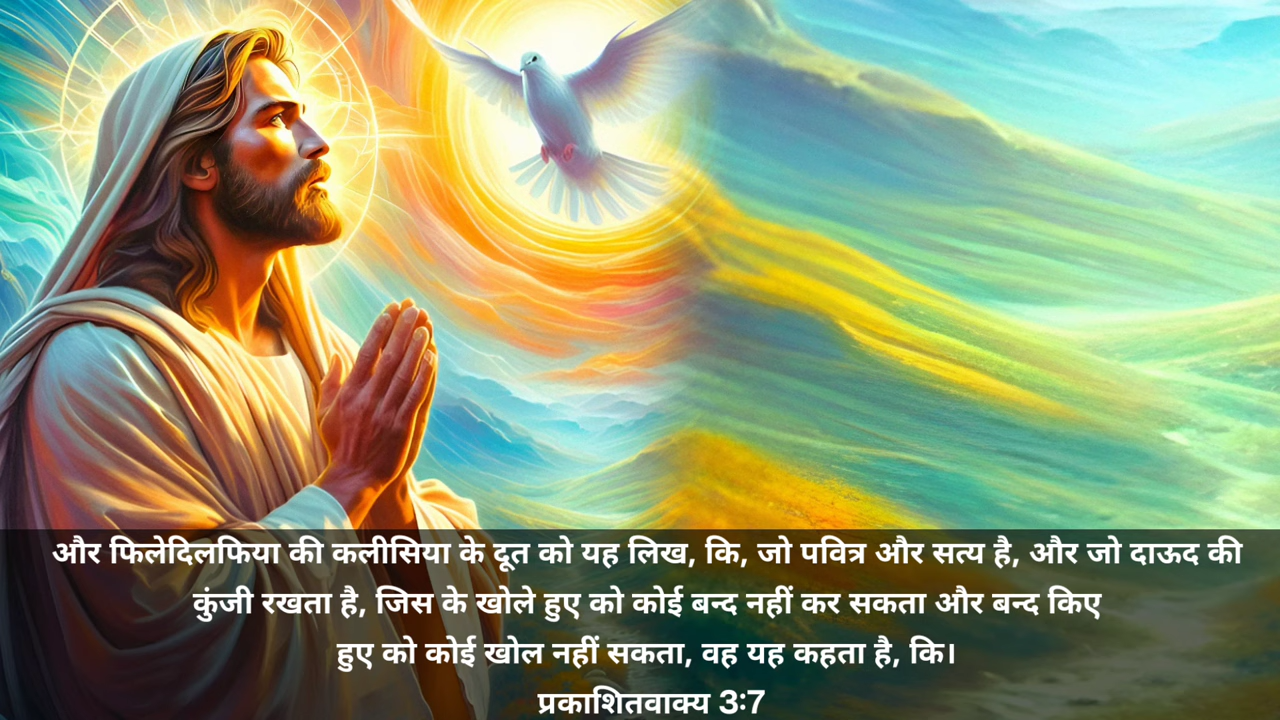 और फिलेदिलफिया की कलीसिया के दूत को यह लिख, कि, जो पवित्र और सत्य है, और जो दाऊद की
कुंजी रखता है, जिस के खोले हुए को कोई बन्द नहीं कर सकता और बन्द किए
हुए को कोई खोल नहीं सकता, वह यह कहता है, कि।
प्रकाशितवाक्य 3:7